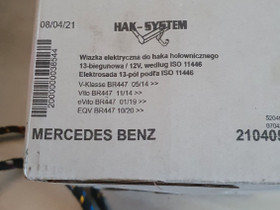 08/04/21
HAK-SYSTEM
Wiązka elektryczna do haka holowniczego
13-biegunowa / 12V, według ISO 11446
Elektrosada 13-pól podľa ISO 11446
V-Klasse BR447 05/14 >>
Vito BR447 11/14 >>
eVito BR447 01/19 >>
EQV BR447 10/20 >>
2000000036544
MERCEDES BENZ
210405